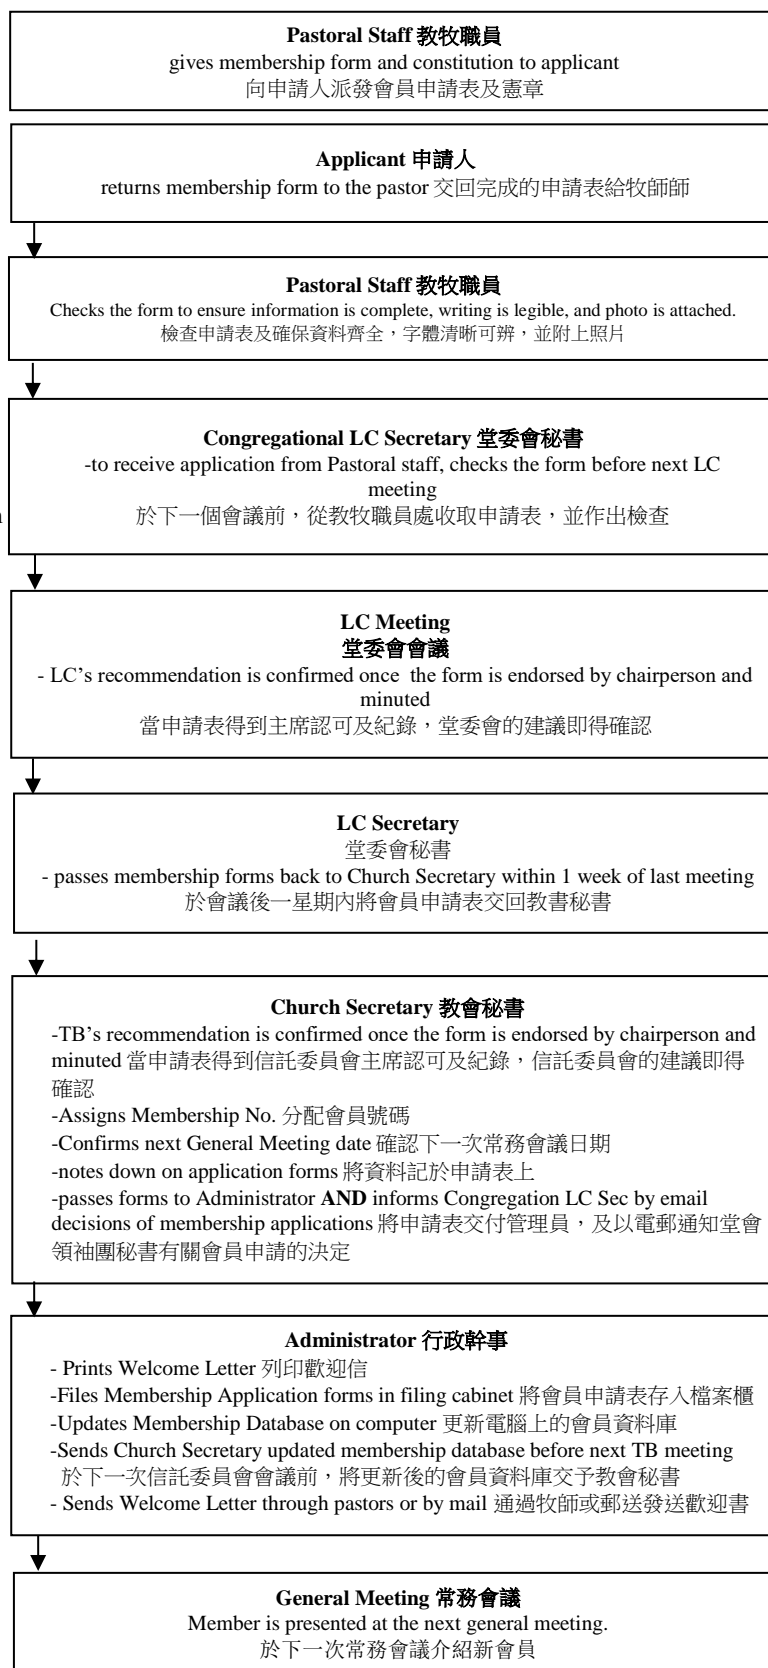 Pastoral Staff 教牧職員
gives membership form and constitution to applicant
向申請人派發會員申請表及憲章
Applicant 申請人
returns membership form to the pastor 交回完成的申請表給牧師師
Pastoral Staff 教牧職員
Checks the form to ensure information is complete, writing is legible, and photo is attached.
檢查申請表及確保資料齊全，字體清晰可辨，並附上照片
Congregational LC Secretary 堂委會秘書
-to receive application from Pastoral staff, checks the form before next LC
meeting
於下一個會議前，從教牧職員處收取申請表，並作出檢查
LC Meeting
堂委會會議
- LC's recommendation is confirmed once the form is endorsed by chairperson and
minuted
當申請表得到主席認可及紀錄，堂委會的建議即得確認
LC Secretary
堂委會秘書
- passes membership forms back to Church Secretary within 1 week of last meeting
於會議後一星期內將會員申請表交回教書秘書
Church Secretary 教會秘書
-TB's recommendation is confirmed once the form is endorsed by chairperson and
minuted 當申請表得到信託委員會主席認可及紀錄，信託委員會的建議即得
確認
-Assigns Membership No. 分配會員號碼
-Confirms next General Meeting date 確認下一次常務會議日期
-notes down on application forms 將資料記於申請表上
-passes forms to Administrator AND informs Congregation LC Sec by email
decisions of membership applications 將申請表交付管理員，及以電郵通知堂會
領袖團秘書有關會員申請的決定
Administrator 行政幹事
- Prints Welcome Letter 列印歡迎信
-Files Membership Application forms in filing cabinet 將會員申請表存入檔案櫃
-Updates Membership Database on computer 更新電腦上的會員資料庫
-Sends Church Secretary updated membership database before next TB meeting
於下一次信託委員會會議前，將更新後的會員資料庫交予教會秘書
- Sends Welcome Letter through pastors or by mail 通過牧師或郵送發送歡迎書
General Meeting 常務會議
Member is presented at the next general meeting.
於下一次常務會議介紹新會員